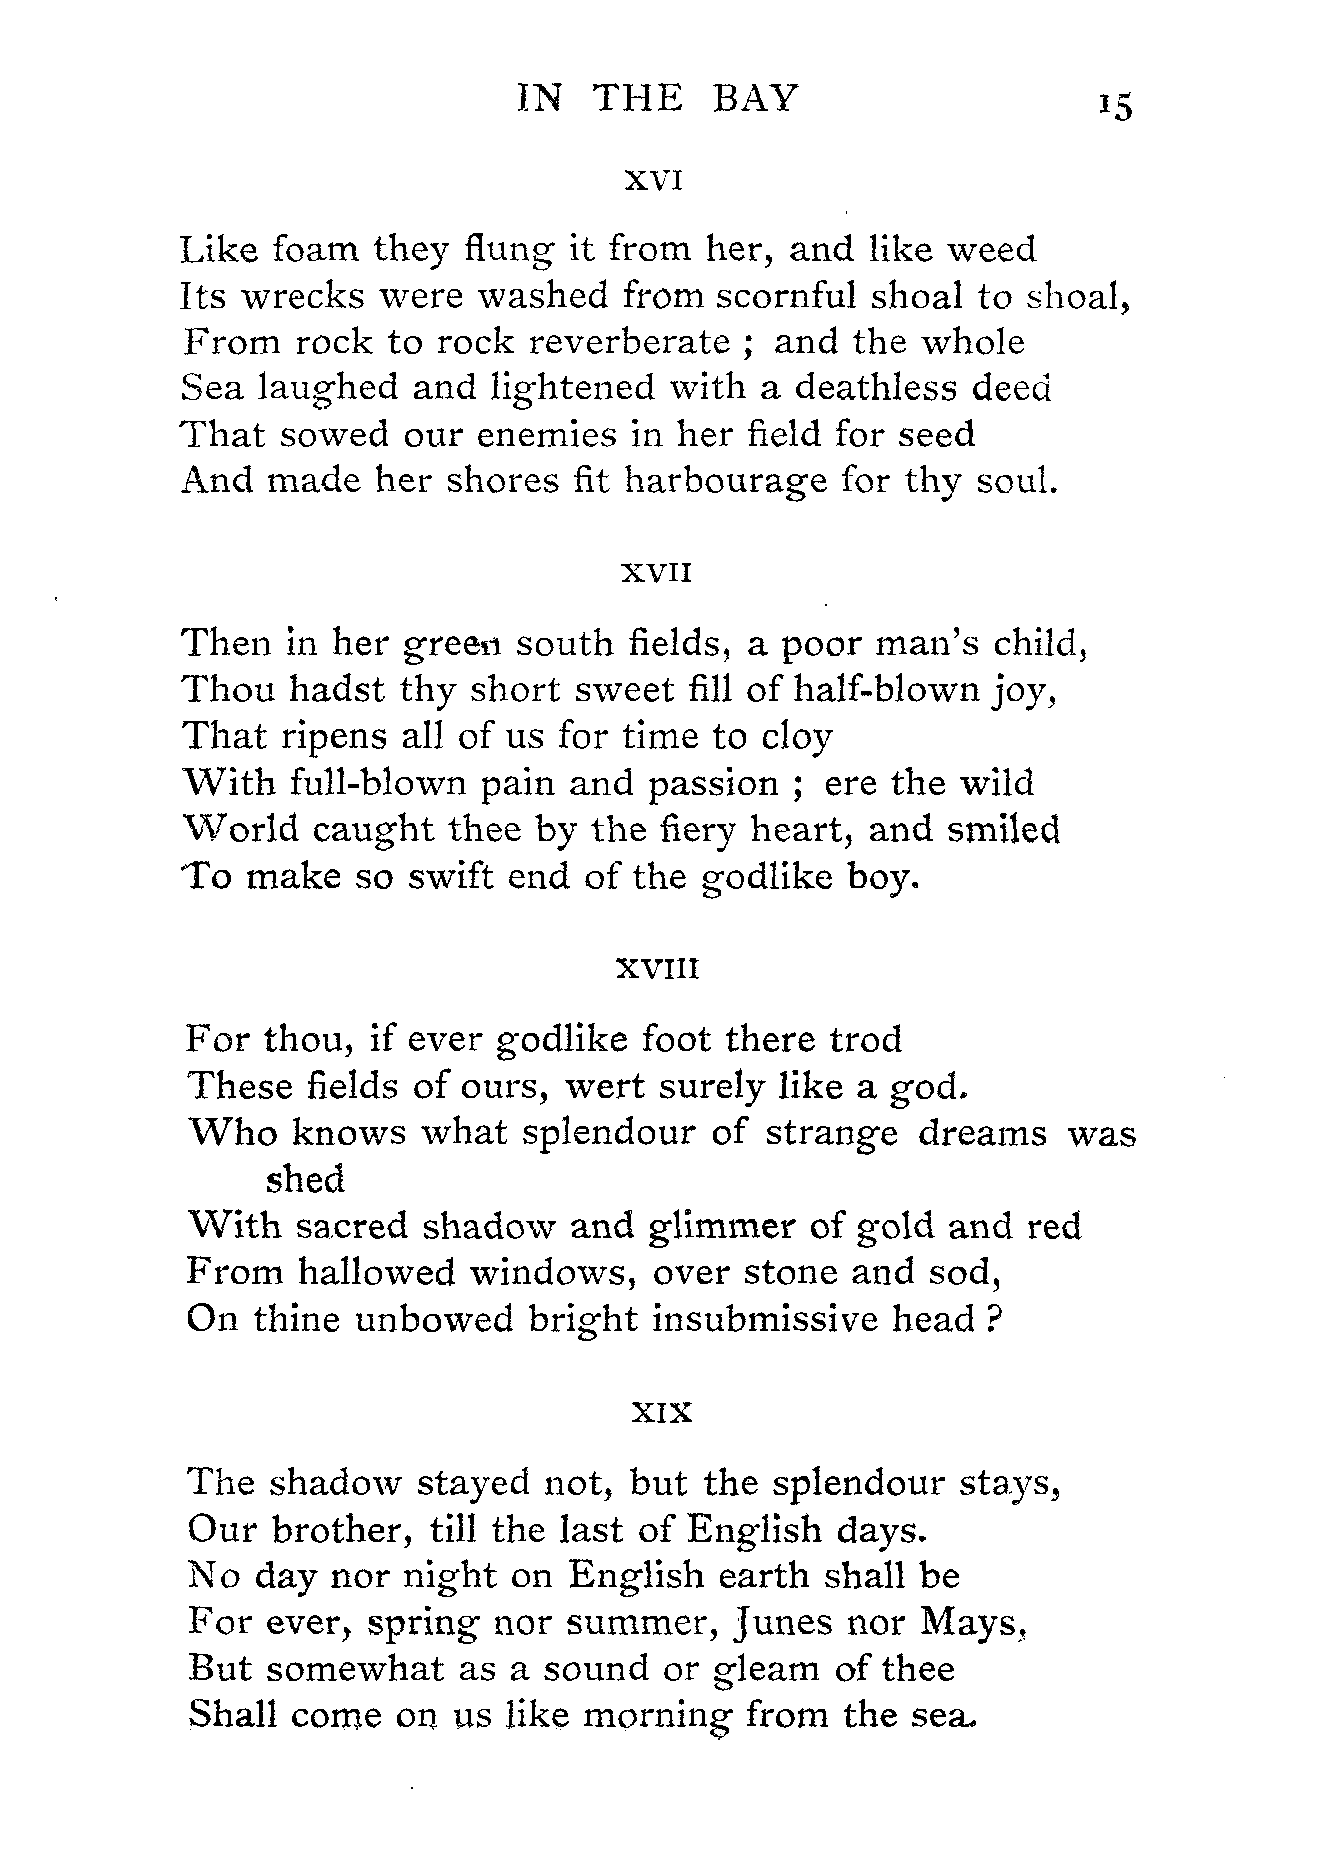 IN THE BAY 15
XVI
Like foam they flung it from her, and like weed
Its wrecks were washed from scornful shoal to shoal,
From rock to rock reverberate ; and the whole
Sea laughed and lightened with a deathless deed
That sowed our enemies in her field for seed
And made her shores fit harbourage for thy soul.
XVII
Then in her green south fields, a poor man's child,
Thou hadst thy short sweet fill of half-blown joy,
That ripens all of us for time to cloy
With full-blown pain and passion ; ere the wild
World caught thee by the fiery heart, and smiled
To make so swift end of the godlike boy.
XVIII
For thou, if ever godlike foot there trod
These fields of ours, wert surely like a god.
Who knows what splendour of strange dreams was
shed
With sacred shadow and glimmer of gold and red
From hallowed windows, over stone and sod,
On thine unbowed bright insubmissive head ?
XIX
The shadow stayed not, but the splendour stays,
Our brother, till the last of English days.
No day nor night on English earth shall be
For ever, spring nor summer, Junes nor Mays,
But somewhat as a sound or gleam of thee
Shall come on us like morning from the sea.